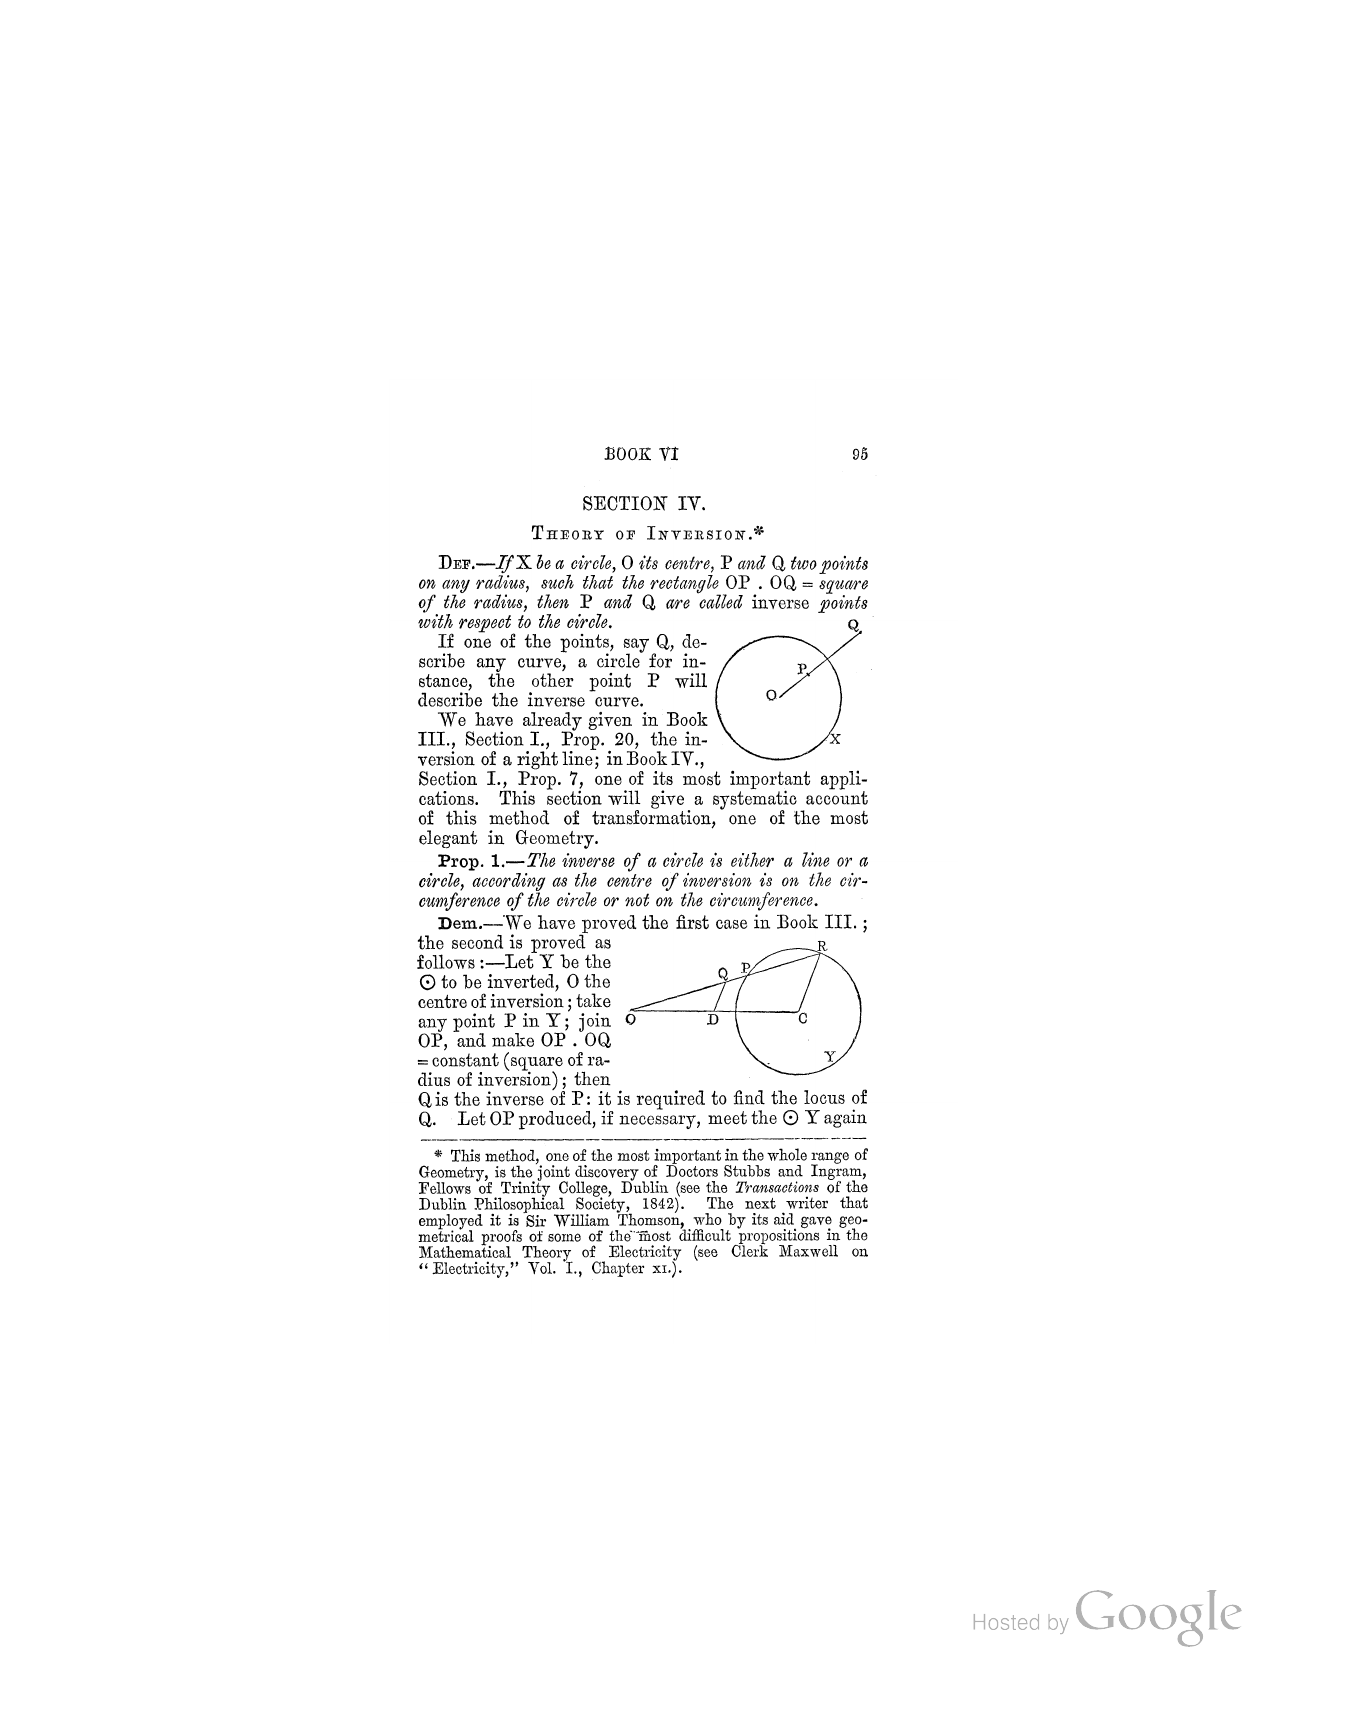 BOOK VI 95
SECTION IV.
THEORY OF INVERSION.*
DEF.—If X be a circle, O its centre, P and Q two points
on any radius, such that the rectangle OP . OQ = square
of the radius, then P and Q are called inverse points
with respect to the circle.
If one of the points, say Q, de-
scribe any curve, a circle for in-
stance, the other point P will
describe the inverse curve.
We have already given in Book
III., Section I., Prop. 20, the in-
version of a right line; in Book IV.,
Q
P
O
X
Section I., Prop. 7, one of its most important appli-
cations. This section will give a systematic account
of this method of transformation, one of the most
elegant in Geometry.
Prop. 1.—The inverse of a circle is either a line or a
circle, according as the centre of inversion is on the cir-
cumference of the circle or not on the circumference.
Dem.—We have proved the first case in Book III. ;
the second is proved as
follows :—Let Y be the
⊙ to be inverted, O the
centre of inversion ; take
any point P in Y ; join
OP, and make OP . OQ
= constant (square of ra-
dius of inversion) ; then
R
Q P
O D C
Y
Q is the inverse of P: it is required to find the locus of
Q. Let OP produced, if necessary, meet the ⊙ Y again
* This method, one of the most important in the whole range of
Geometry, is the joint discovery of Doctors Stubbs and Ingram,
Fellows of Trinity College, Dublin (see the Transactions of the
Dublin Philosophical Society, 1842). The next writer that
employed it is Sir William Thomson, who by its aid gave geo-
metrical proofs of some of the most difficult propositions in the
Mathematical Theory of Electricity (see Clerk Maxwell on
“Electricity,” Vol. I., Chapter XI.).
Hosted by Google